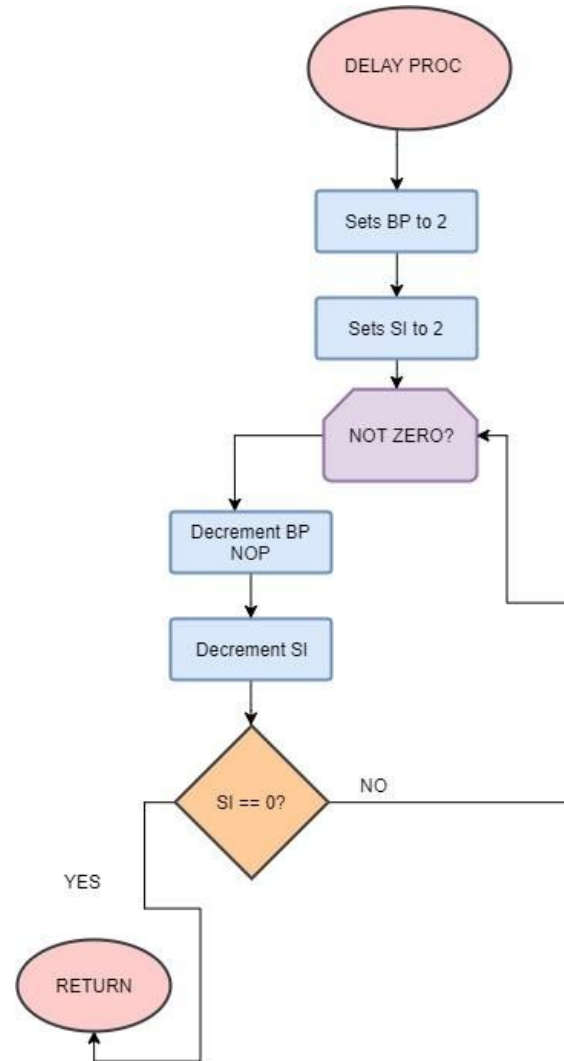 DELAY PROC
Sets BP to 2
Sets SI to 2
NOT ZERO?
Decrement BP
NOP
Decrement SI
SI == 0?
NO
YES
RETURN